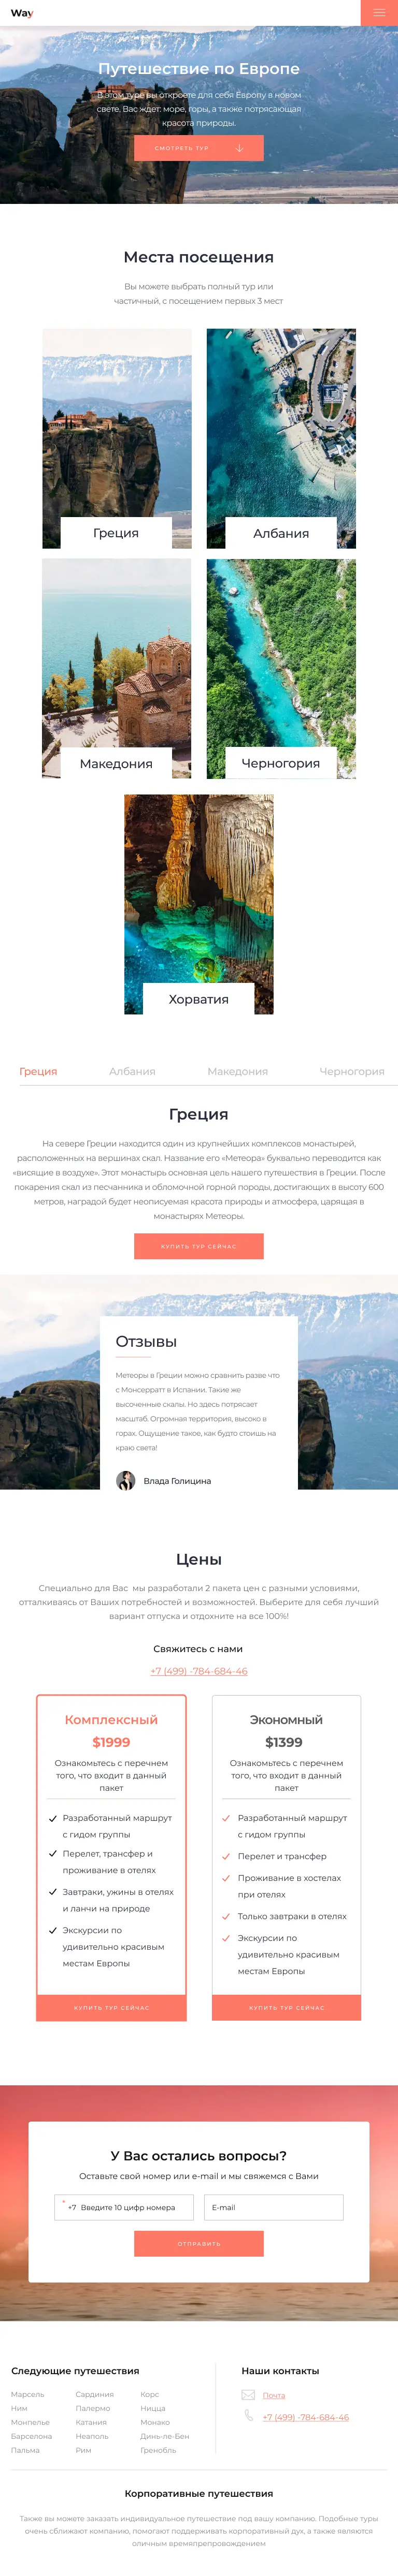 Way
Путешествие по Европе
В этом туре вы откроете для себя Европу в новом
свете. Вас ждет: море, горы, а также потрясающая
красота природы.
СМОТРЕТЬ ТУР
Места посещения
Вы можете выбрать полный тур или
частичный, с посещением первых 3 мест
Греция
Албания
Македония
Черногория
Хорватия
Греция Албания Македония Черногория
Греция
На севере Греции находится один из крупнейших комплексов монастырей,
расположенных на вершинах скал. Название его «Метеора» буквально переводится как
«висящие в воздухе». Этот монастырь основная цель нашего путешествия в Греции. После
покарения скал из песчанника и обломочной горной породы, достигающих в высоту 600
метров, наградой будет неописуемая красота природы и атмосфера, царящая в
монастырях Метеоры.
КУПИТЬ ТУР СЕЙЧАС
Отзывы
Метеоры в Греции можно сравнить разве что
с Монсерратт в Испании. Такие же
высоченные скалы. Но здесь потрясает
масштаб. Огромная территория, высоко в
горах. Ощущение такое, как будто стоишь на
краю света!
Влада Голицина
Цены
Специально для Вас мы разработали 2 пакета цен с разными условиями,
отталкиваясь от Ваших потребностей и возможностей. Выберите для себя лучший
вариант отпуска и отдохните на все 100%!
Свяжитесь с нами
+7 (499) -784-684-46
Комплексный
$1999
Ознакомьтесь с перечнем
того, что входит в данный
пакет
Разработанный маршрут
с гидом группы
Перелет, трансфер и
проживание в отелях
Завтраки, ужины в отелях
и ланчи на природе
Экскурсии по
удивительно красивым
местам Европы
КУПИТЬ ТУР СЕЙЧАС
Экономный
$1399
Ознакомьтесь с перечнем
того, что входит в данный
пакет
Разработанный маршрут
с гидом группы
Перелет и трансфер
Проживание в хостелах
при отелях
Только завтраки в отелях
Экскурсии по
удивительно красивым
местам Европы
КУПИТЬ ТУР СЕЙЧАС
У Вас остались вопросы?
Оставьте свой номер или e-mail и мы свяжемся с Вами
* +7 Введите 10 цифр номера
E-mail
ОТПРАВИТЬ
Следующие путешествия
Марсель Сардиния Корс
Ним Палермо Ницца
Монпелье Катания Монако
Барселона Неаполь Динь-ле-Бен
Пальма Рим Гренобль
Наши контакты
Почта
+7 (499) -784-684-46
Корпоративные путешествия
Также вы можете заказать индивидуальное путешествие под вашу компанию. Подобные туры
очень сближают компанию, помогают поддерживать корпоративный дух, а также являются
оличным времяпрепровождением